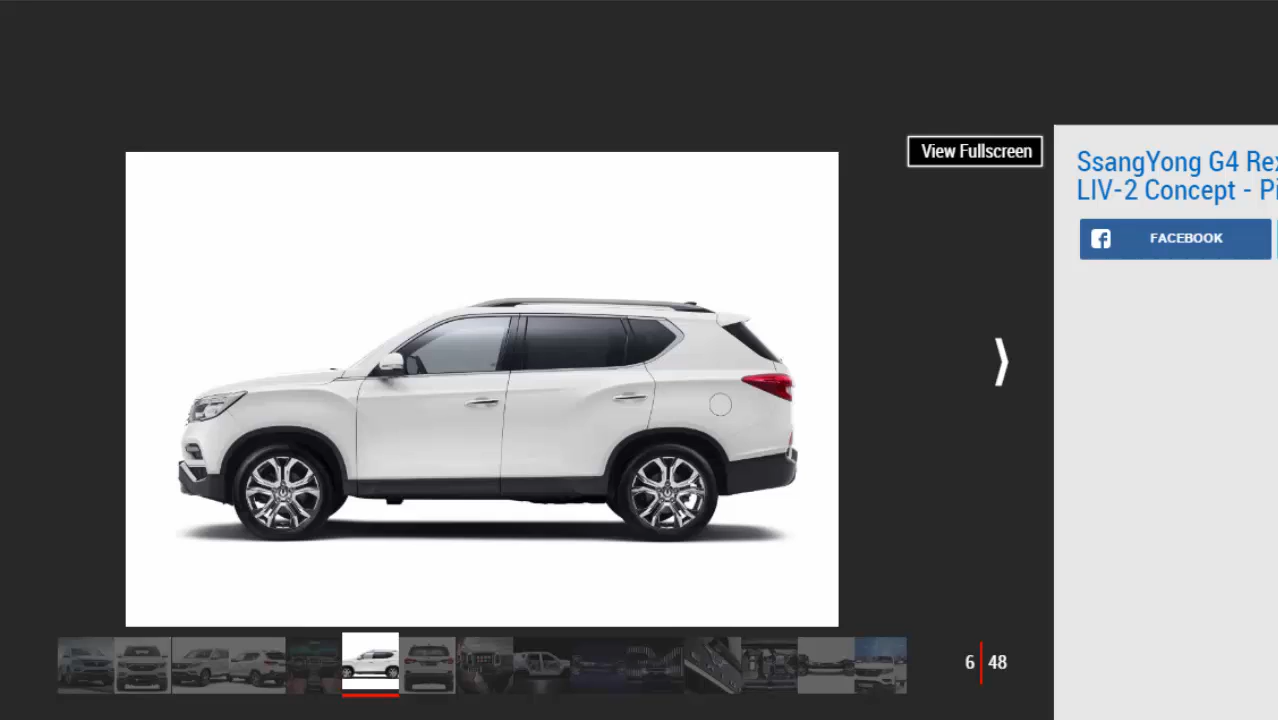 View Fullscreen
SsangYong G4 Rex
LIV-2 Concept - Pi
FACEBOOK
6 48